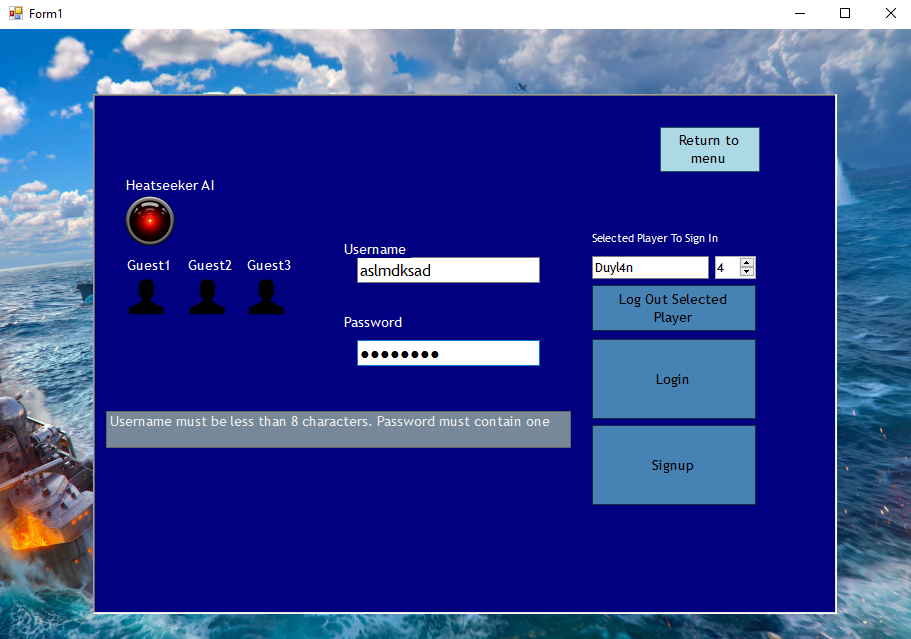 Form1
Return to
menu
Heatseeker AI
Guest1 Guest2 Guest3
Username
aslmdksad
Password
●●●●●●●●
Selected Player To Sign In
Duyl4n 4
Log Out Selected
Player
Login
Signup
Username must be less than 8 characters. Password must contain one